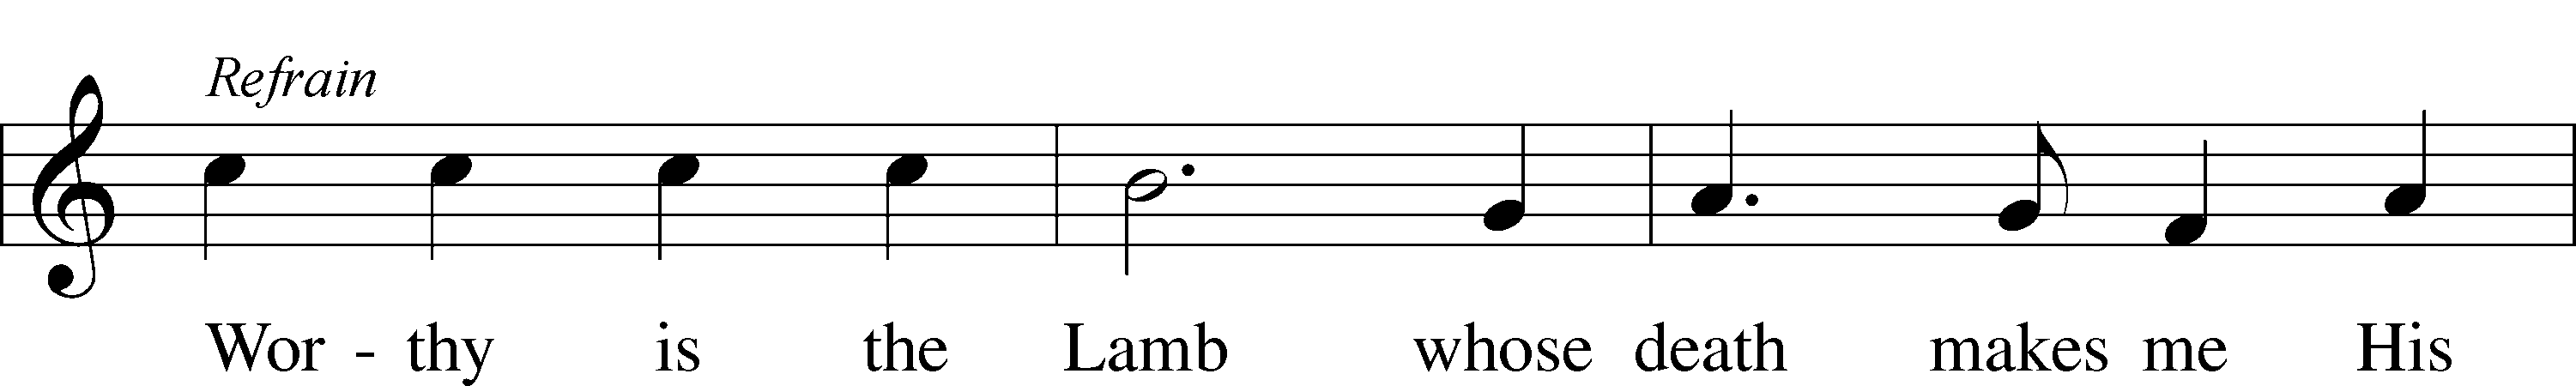 Refrain
Wor - thy is the Lamb whose death makes me His